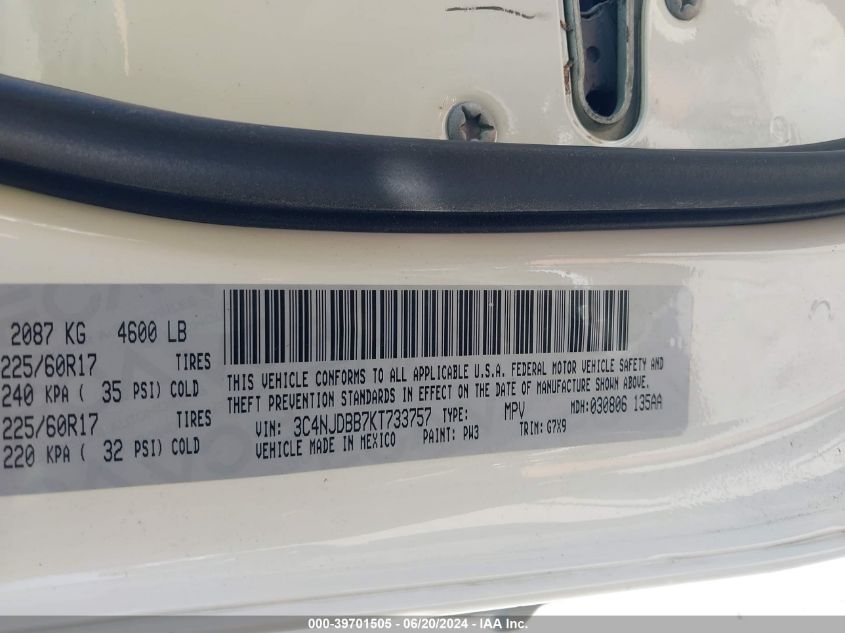 2087 KG 4600 LB
225/60R17 TIRES
240 KPA ( 35 PSI) COLD
225/60R17 TIRES
220 KPA ( 32 PSI) COLD
THIS VEHICLE CONFORMS TO ALL APPLICABLE U.S.A. FEDERAL MOTOR VEHICLE SAFETY AND
THEFT PREVENTION STANDARDS IN EFFECT ON THE DATE OF MANUFACTURE SHOWN ABOVE.
VIN: 3C4NJDBB7KT733757 TYPE: MPV MDH:030806 135AA
VEHICLE MADE IN MEXICO PAINT: PW3 TRIM: G7X9
000-39701505 - 06/20/2024 - IAA Inc.